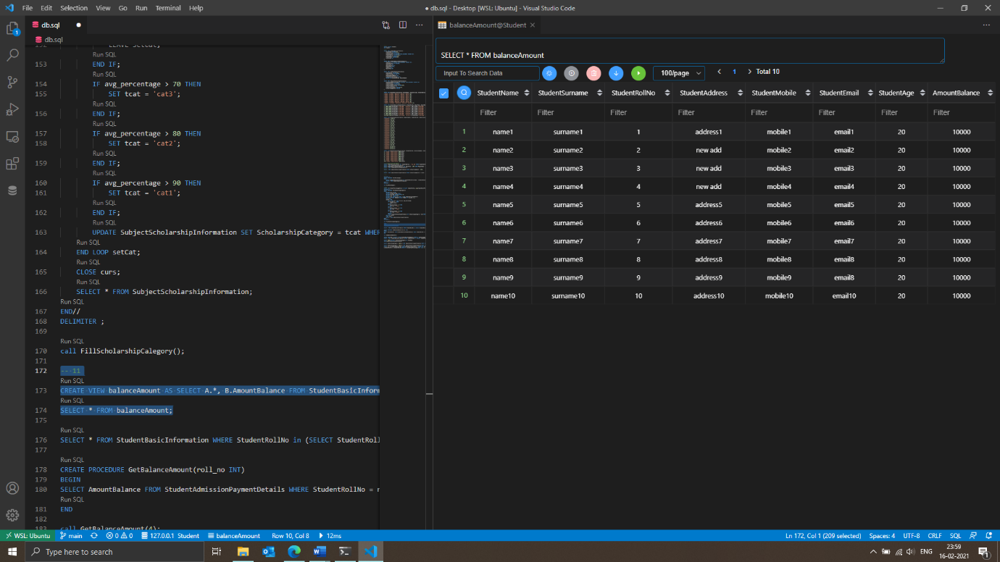 File Edit Selection View Go Run Terminal Help
● db.sql - Desktop [WSL: Ubuntu] - Visual Studio Code
db.sql
db.sql
Run SQL
153 END IF;
Run SQL
154 IF avg_percentage > 70 THEN
155 SET tcat = 'cat3';
Run SQL
156 END IF;
Run SQL
157 IF avg_percentage > 80 THEN
158 SET tcat = 'cat2';
Run SQL
159 END IF;
Run SQL
160 IF avg_percentage > 90 THEN
161 SET tcat = 'cat1';
Run SQL
162 END IF;
Run SQL
163 UPDATE SubjectScholarshipInformation SET ScholarshipCategory = tcat WHER
Run SQL
164 END LOOP setCat;
Run SQL
165 CLOSE curs;
Run SQL
166 SELECT * FROM SubjectScholarshipInformation;
Run SQL
167 END//
168 DELIMITER ;
169
Run SQL
170 call FillScholarshipCalegory();
171
172 -- 11
Run SQL
173 CREATE VIEW balanceAmount AS SELECT A.*, B.AmountBalance FROM StudentBasicInform
Run SQL
174 SELECT * FROM balanceAmount;
175
Run SQL
176 SELECT * FROM StudentBasicInformation WHERE StudentRollNo in (SELECT StudentRoll
177
Run SQL
178 CREATE PROCEDURE GetBalanceAmount(roll_no INT)
179 BEGIN
180 SELECT AmountBalance FROM StudentAdmissionPaymentDetails WHERE StudentRollNo =
Run SQL
181 END
182
183 call GetBalanceAmount(4);
balanceAmount@Student
SELECT * FROM balanceAmount
Input To Search Data 100/page 1 Total 10
StudentName StudentSurname StudentRollNo StudentAddress StudentMobile StudentEmail StudentAge AmountBalance
Filter Filter Filter Filter Filter Filter Filter Filter
1 name1 surname1 1 address1 mobile1 email1 20 10000
2 name2 surname2 2 new add mobile2 email2 20 10000
3 name3 surname3 3 new add mobile3 email3 20 10000
4 name4 surname4 4 new add mobile4 email4 20 10000
5 name5 surname5 5 address5 mobile5 email5 20 10000
6 name6 surname6 6 address6 mobile6 email6 20 10000
7 name7 surname7 7 address7 mobile7 email7 20 10000
8 name8 surname8 8 address8 mobile8 email8 20 10000
9 name9 surname9 9 address9 mobile9 email8 20 10000
10 name10 surname10 10 address10 mobile10 email10 20 10000
WSL: Ubuntu main 0 0 127.0.0.1 Student balanceAmount Row 10, Col 8 12ms Ln 172, Col 1 (209 selected) Spaces: 4 UTF-8 CRLF SQL
Type here to search
ENG
23:59
16-02-2021